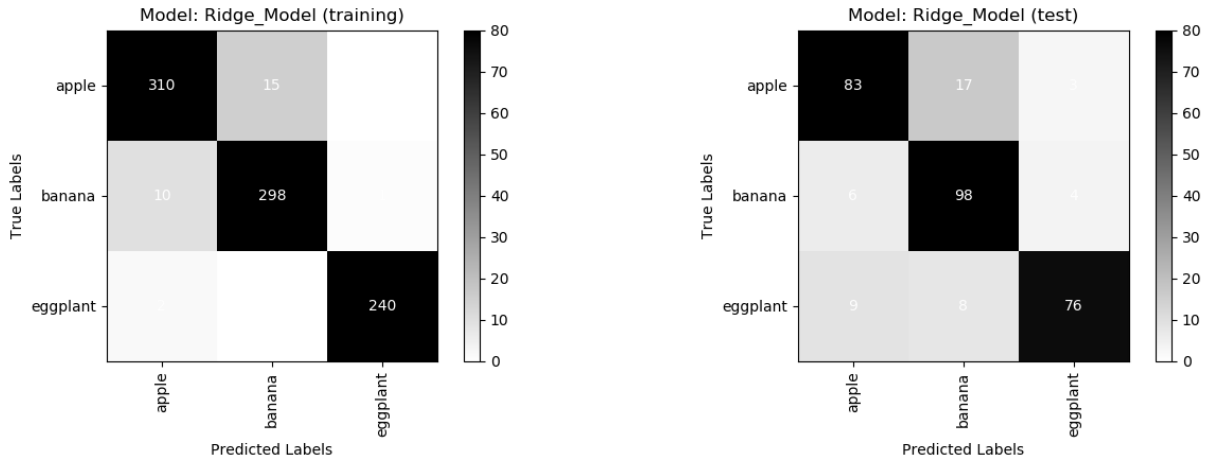 Model: Ridge_Model (training)
apple
310
15
banana
10
298
eggplant
240
apple
banana
eggplant
True Labels
Predicted Labels
80
70
60
50
40
30
20
10
0
Model: Ridge_Model (test)
apple
83
17
banana
6
98
4
eggplant
9
8
76
apple
banana
eggplant
True Labels
Predicted Labels
80
70
60
50
40
30
20
10
0